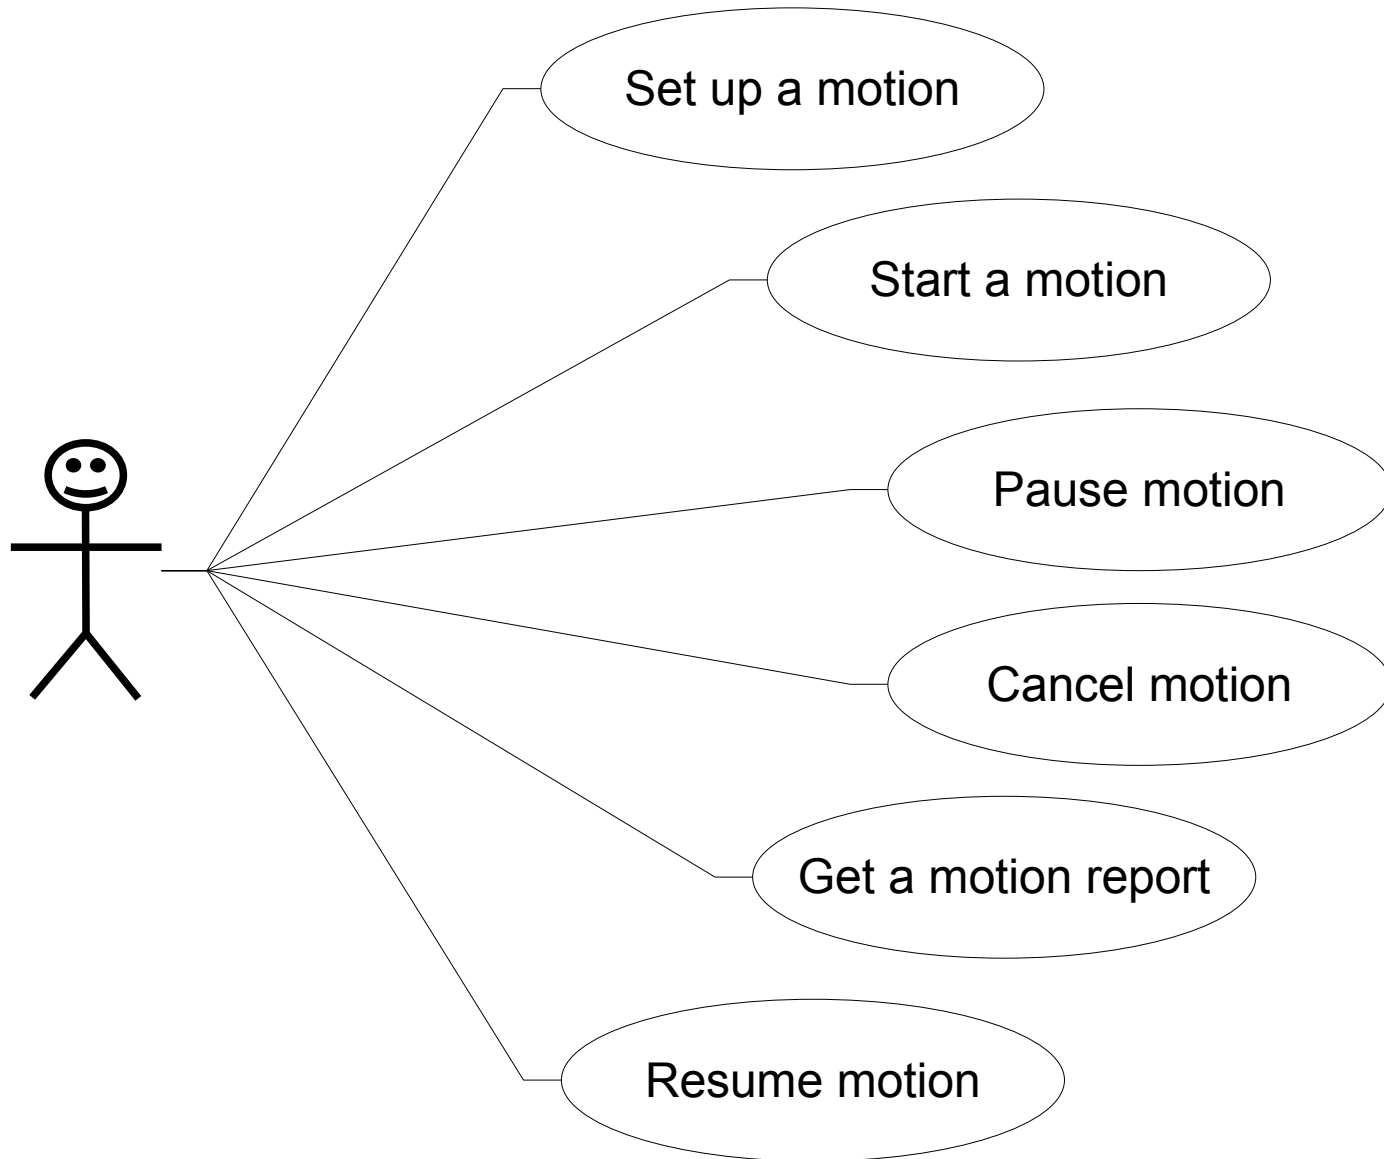 Set up a motion
Start a motion
Pause motion
Cancel motion
Get a motion report
Resume motion